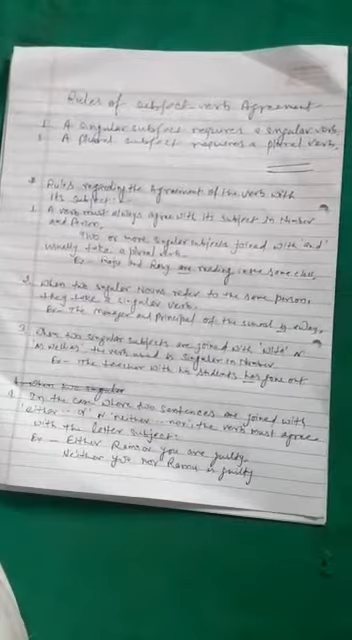 Rules of subject verb Agreement
1. A singular subject requires a singular verb.
2. A plural subject requires a plural verb.
Rules regarding the Agreement of the verb with
its subject:-
1. A verb must always agree with its subject in Number
and Person.
Two or more singular subjects joined with 'and'
usually take a plural verb.
Ex - and are reading in the same class.
2. When two singular Nouns refer to the same person,
they take a singular verb.
Ex - The manager and principal of the school is away.
3. When two singular subjects are joined with 'with' or
'as well as' the verb used is singular in Number
Ex - The teacher with his students has gone out
4. In the case where two sentences are joined with
'either .. or' or 'neither .. nor', the verb must agree
with the latter subject.
Ex - Either Ram or you are guilty
Neither you nor Rama is guilty